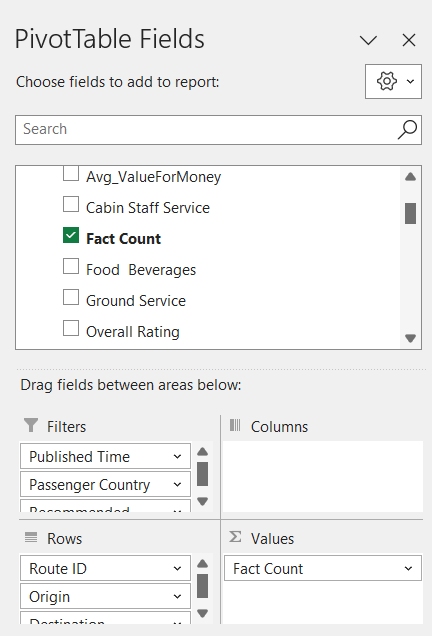 PivotTable Fields
Choose fields to add to report:
Search
Avg_ValueForMoney
Cabin Staff Service
Fact Count
Food  Beverages
Ground Service
Overall Rating
Drag fields between areas below:
Filters
Published Time
Passenger Country
Recommended
Columns
Rows
Route ID
Origin
Destination
Values
Fact Count